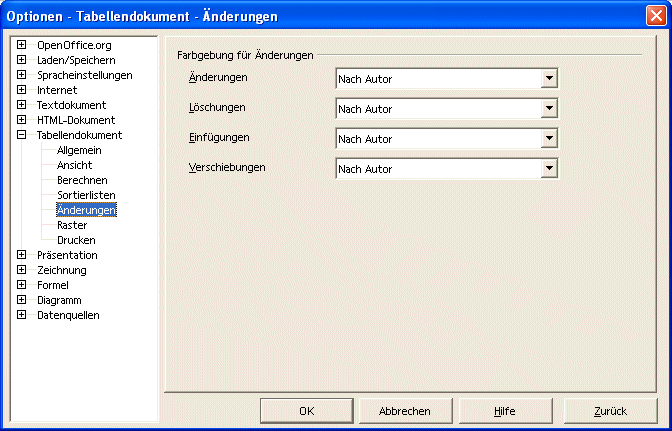 Optionen - Tabellendokument - Änderungen
OpenOffice.org
Laden/Speichern
Spracheinstellungen
Internet
Textdokument
HTML-Dokument
Tabellendokument
Allgemein
Ansicht
Berechnen
Sortierlisten
Änderungen
Raster
Drucken
Präsentation
Zeichnung
Formel
Diagramm
Datenquellen
Farbgebung für Änderungen
Änderungen Nach Autor
Löschungen Nach Autor
Einfügungen Nach Autor
Verschiebungen Nach Autor
OK Abbrechen Hilfe Zurück